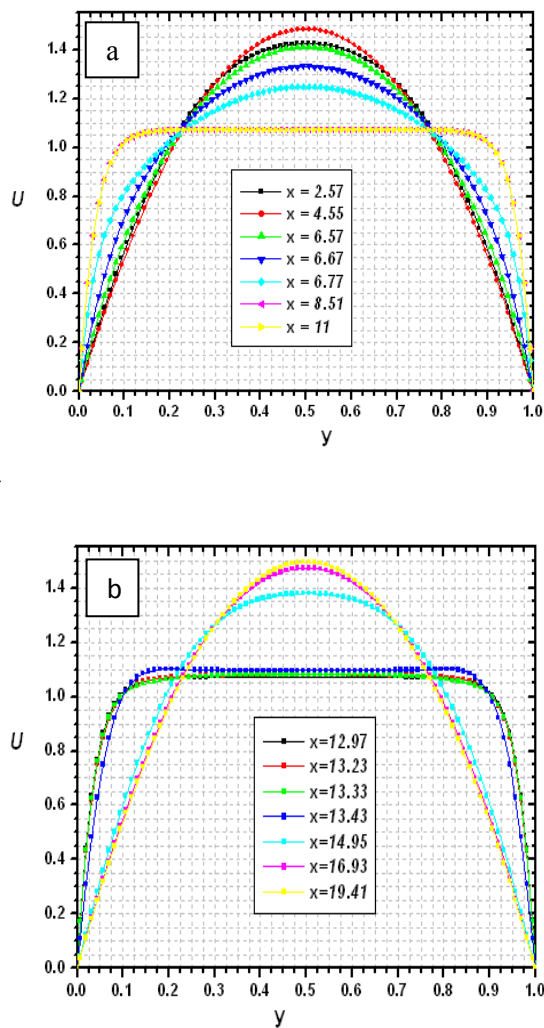 a
1.4
1.2
1.0
0.8
0.6
0.4
0.2
0.0
U
x = 2.57
x = 4.55
x = 6.57
x = 6.67
x = 6.77
x = 8.51
x = 11
0.0 0.1 0.2 0.3 0.4 0.5 0.6 0.7 0.8 0.9 1.0
y
b
1.4
1.2
1.0
0.8
0.6
0.4
0.2
0.0
U
x=12.97
x=13.23
x=13.33
x=13.43
x=14.95
x=16.93
x=19.41
0.0 0.1 0.2 0.3 0.4 0.5 0.6 0.7 0.8 0.9 1.0
y